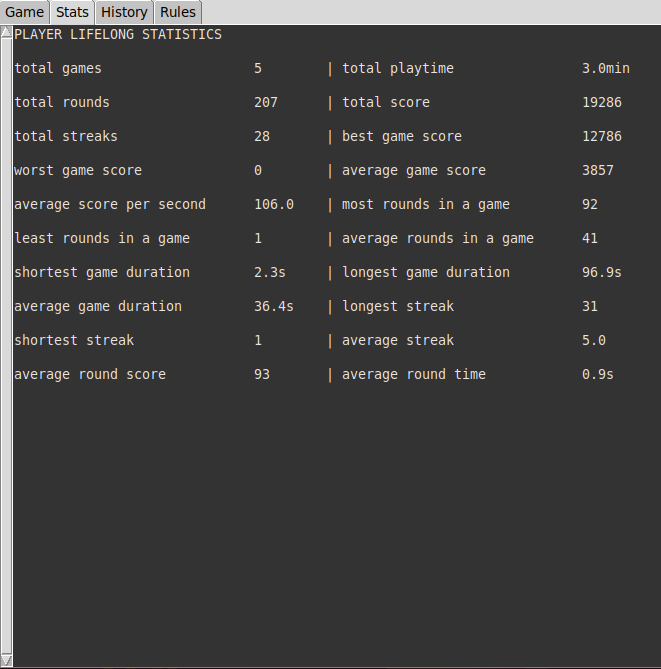 Game Stats History Rules
PLAYER LIFELONG STATISTICS
total games 5 | total playtime 3.0min
total rounds 207 | total score 19286
total streaks 28 | best game score 12786
worst game score 0 | average game score 3857
average score per second 106.0 | most rounds in a game 92
least rounds in a game 1 | average rounds in a game 41
shortest game duration 2.3s | longest game duration 96.9s
average game duration 36.4s | longest streak 31
shortest streak 1 | average streak 5.0
average round score 93 | average round time 0.9s